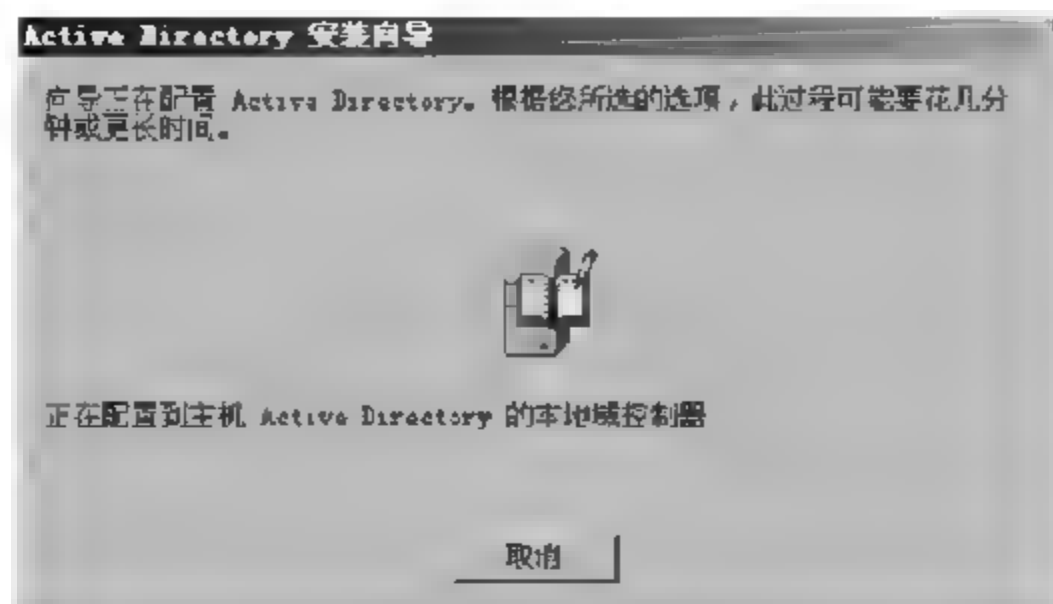 Active Directory 安装向导
向导正在配置 Active Directory。根据您所选的选项，此过程可能要花几分
钟或更长时间。
正在配置到主机 Active Directory 的本地域控制器
取消